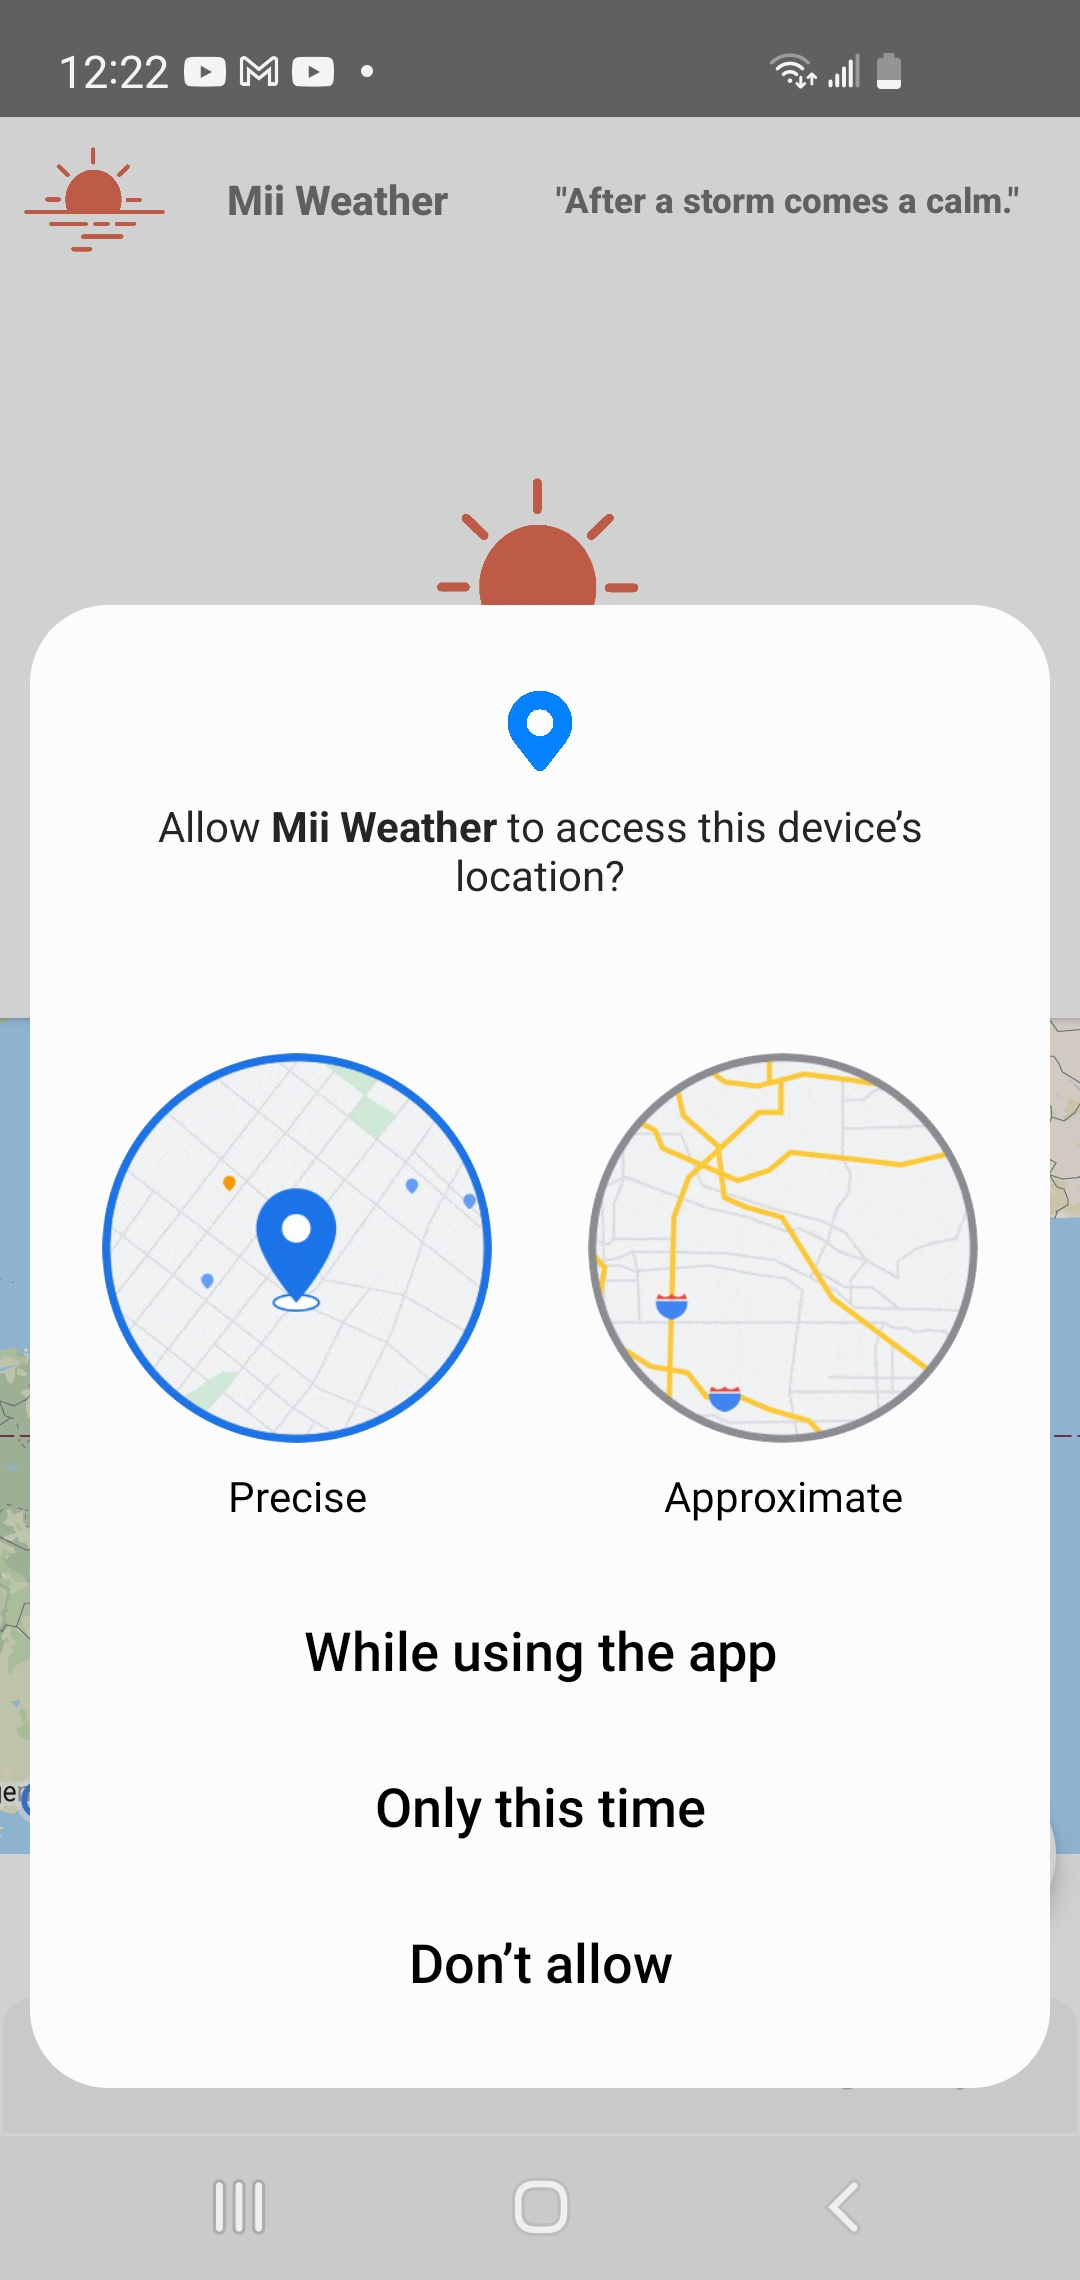 12:22
Mii Weather
"After a storm comes a calm."
Allow Mii Weather to access this device’s
location?
Precise
Approximate
While using the app
Only this time
Don’t allow